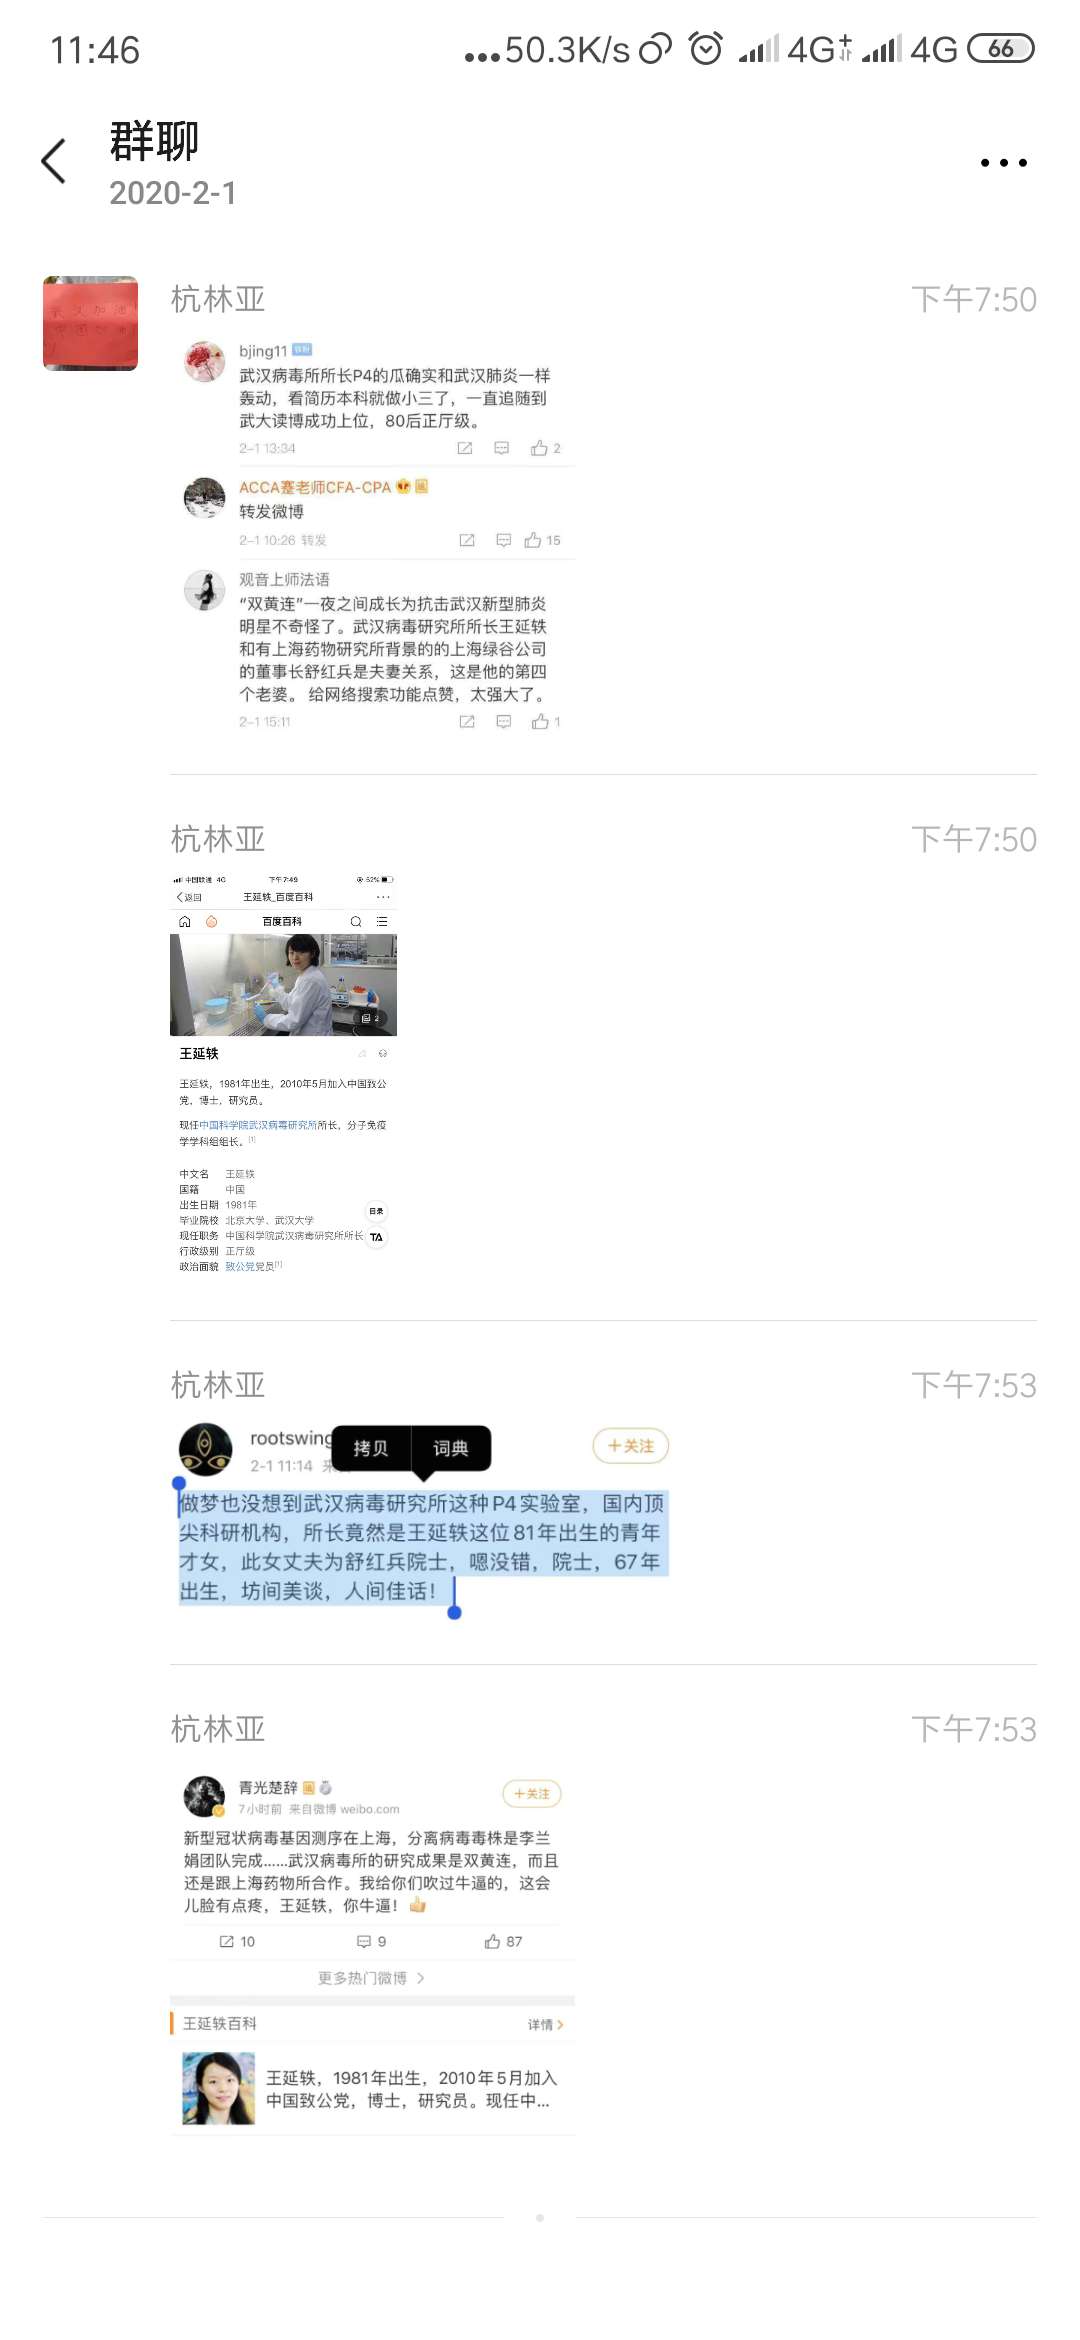 11:46
...50.3K/s 4G+ 4G 66
群聊
2020-2-1
杭林亚 下午7:50
bjing11
武汉病毒所所长P4的瓜确实和武汉肺炎一样
轰动，看简历本科就做小三了，一直追随到
武大读博成功上位，80后正厅级。
2-1 13:34 2
ACCA蹇老师CFA-CPA
转发微博
2-1 10:26 转发 15
观音上师法语
“双黄连”一夜之间成长为抗击武汉新型肺炎
明星不奇怪了。武汉病毒研究所所长王延轶
和有上海药物研究所背景的的上海绿谷公司
的董事长舒红兵是夫妻关系，这是他的第四
个老婆。 给网络搜索功能点赞，太强大了。
2-1 15:11 1
杭林亚 下午7:50
中国联通 4G 下午7:49 52%
返回 王延轶_百度百科
百度百科
2
王延轶
王延轶，1981年出生，2010年5月加入中国致公
党，博士，研究员。
现任中国科学院武汉病毒研究所所长，分子免疫
学学科组组长。[1]
中文名 王延轶
国籍 中国
出生日期 1981年
目录
毕业院校 北京大学、武汉大学
现任职务 中国科学院武汉病毒研究所所长
TA
行政级别 正厅级
政治面貌 致公党党员[1]
杭林亚 下午7:53
rootswing
拷贝 词典
+关注
2-1 11:14 来
做梦也没想到武汉病毒研究所这种P4实验室，国内顶
尖科研机构，所长竟然是王延轶这位81年出生的青年
才女，此女丈夫为舒红兵院士，嗯没错，院士，67年
出生，坊间美谈，人间佳话！
杭林亚 下午7:53
青光楚辞
+关注
7小时前 来自微博 weibo.com
新型冠状病毒基因测序在上海，分离病毒毒株是李兰
娟团队完成......武汉病毒所的研究成果是双黄连，而且
还是跟上海药物所合作。我给你们吹过牛逼的，这会
儿脸有点疼，王延轶，你牛逼！
10 9 87
更多热门微博 >
王延轶百科 详情 >
王延轶，1981年出生，2010年5月加入
中国致公党，博士，研究员。现任中...